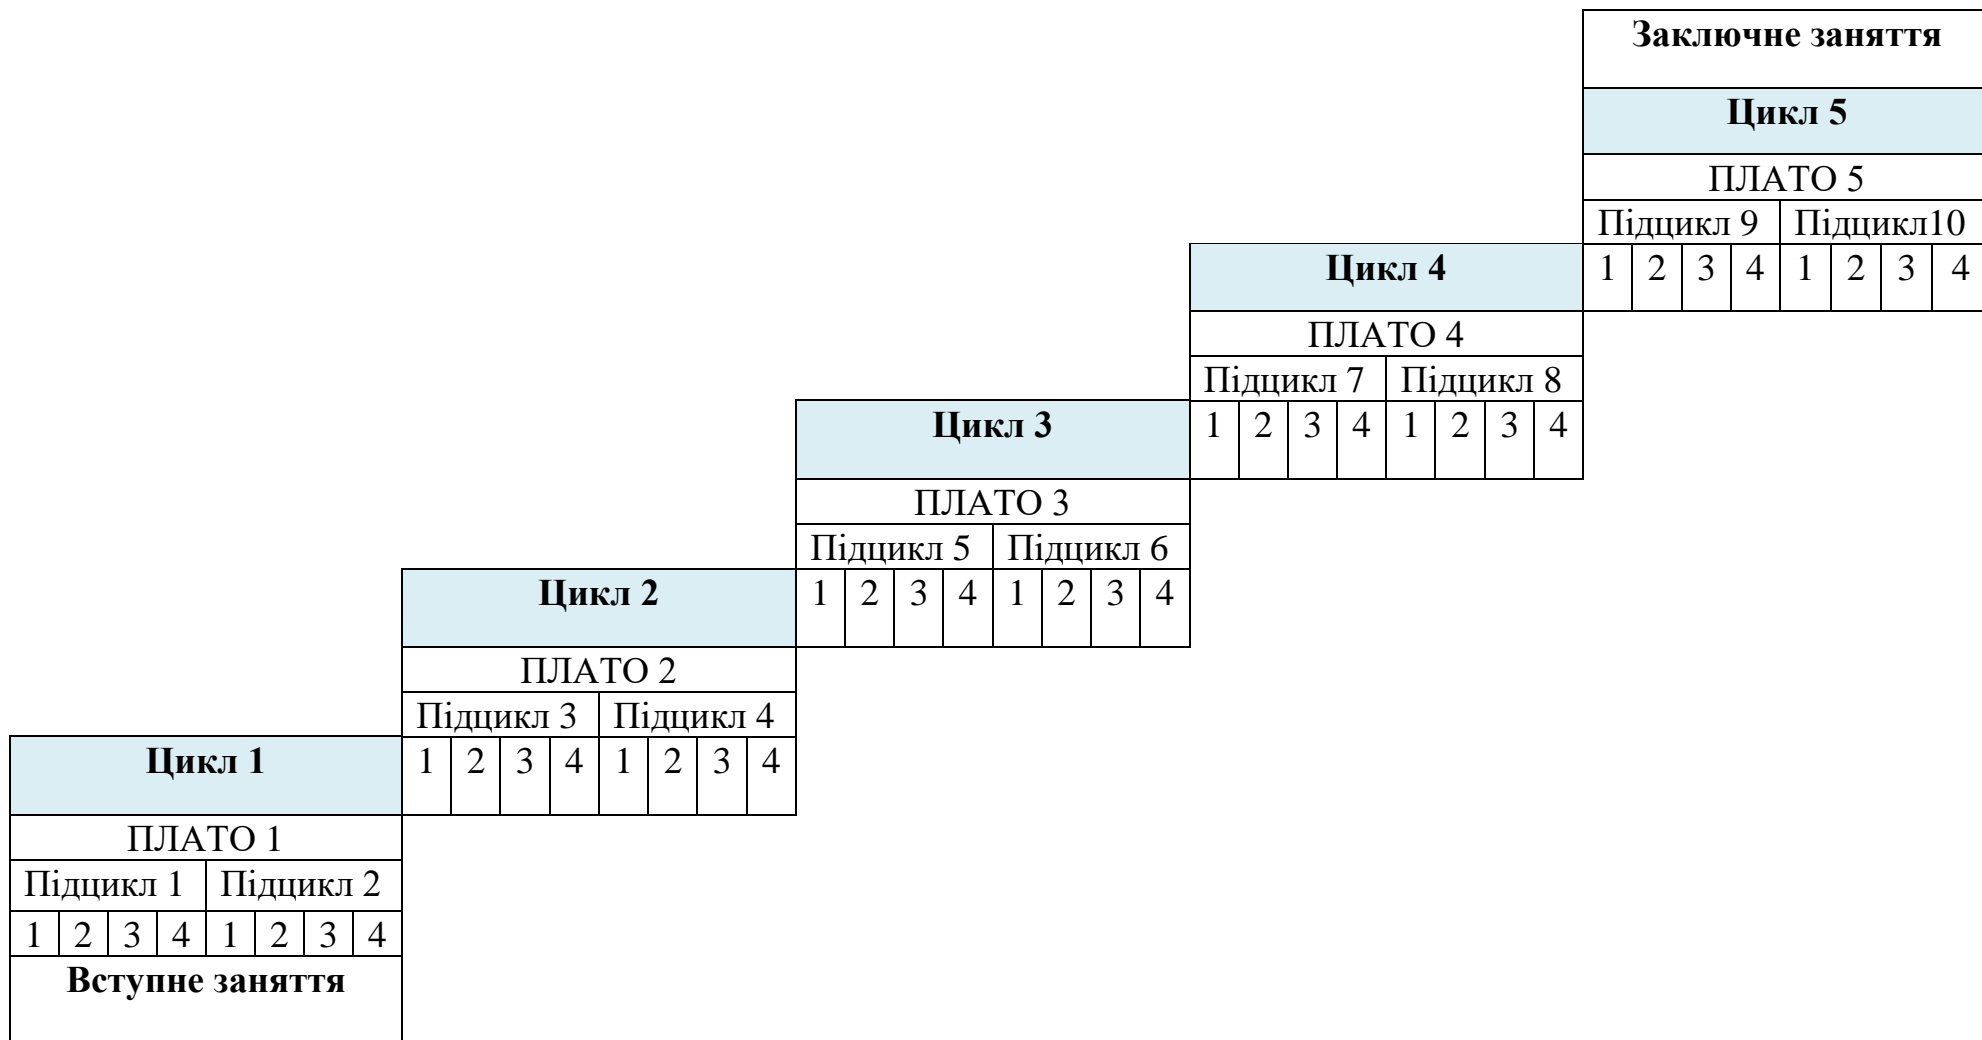 Заключне заняття
Цикл 5
ПЛАТО 5
Підцикл 9 Підцикл10
1 2 3 4 1 2 3 4
Цикл 4
ПЛАТО 4
Підцикл 7 Підцикл 8
1 2 3 4 1 2 3 4
Цикл 3
ПЛАТО 3
Підцикл 5 Підцикл 6
1 2 3 4 1 2 3 4
Цикл 2
ПЛАТО 2
Підцикл 3 Підцикл 4
1 2 3 4 1 2 3 4
Цикл 1
ПЛАТО 1
Підцикл 1 Підцикл 2
1 2 3 4 1 2 3 4
Вступне заняття